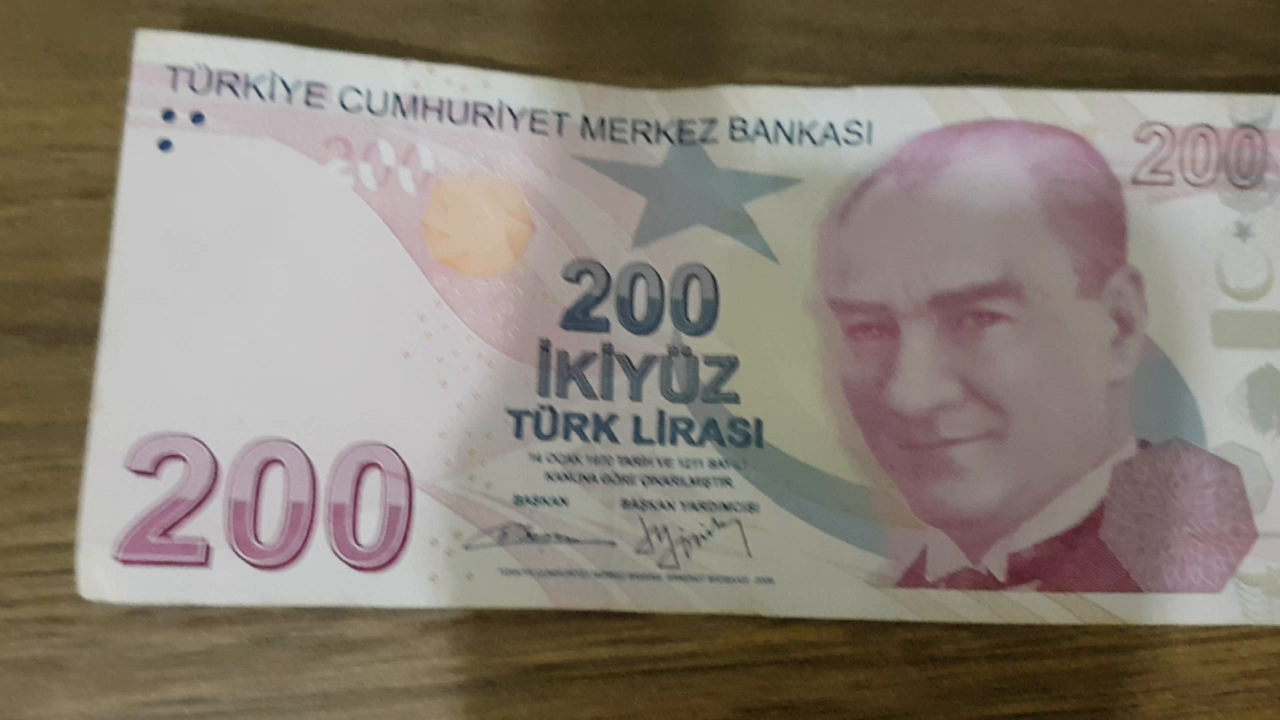 TÜRKİYE CUMHURİYET MERKEZ BANKASI
200
200
200
İKİYÜZ
TÜRK LİRASI
14 OCAK 1970 TARİH VE 1211 SAYILI
KANUNA GÖRE ÇIKARILMIŞTIR.
BAŞKAN BAŞKAN YARDIMCISI
200